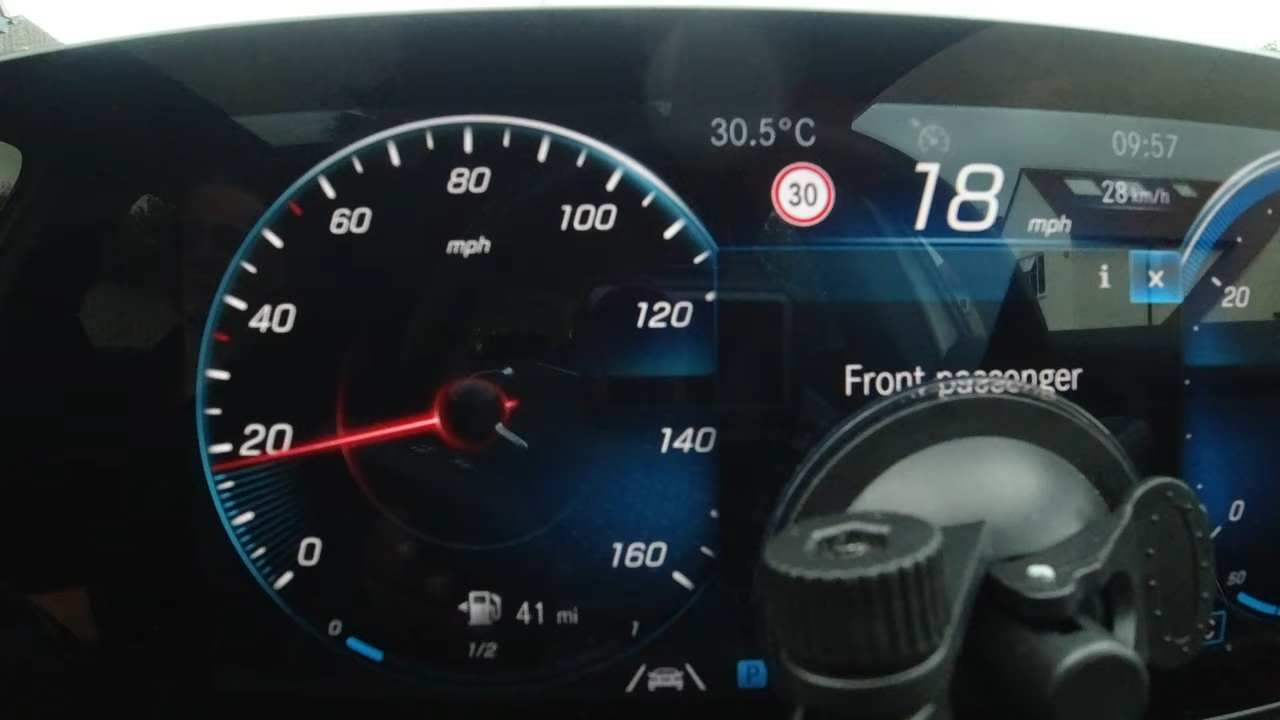 30.5°C
09:57
30
18 mph
28 km/h
i x
Front passenger
0
20
40
60
80
100
120
140
160
mph
41 mi
0 1/2 1
P
20
0
50